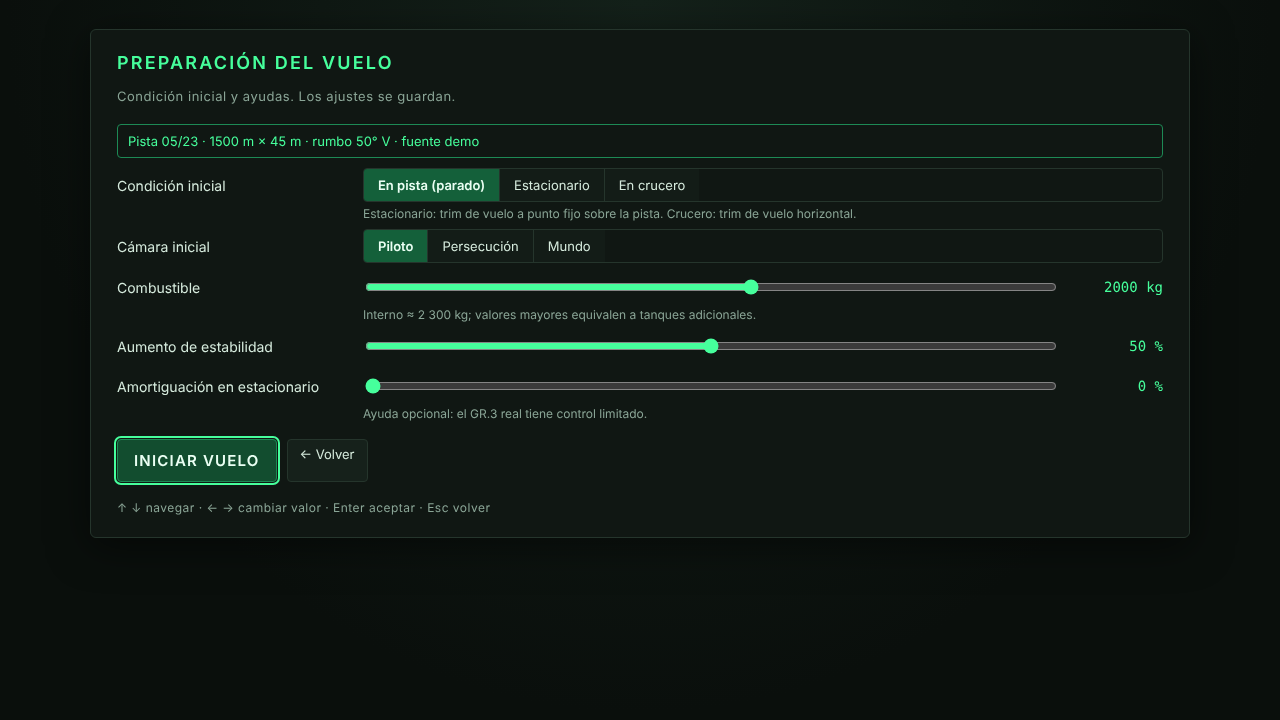 PREPARACIÓN DEL VUELO
Condición inicial y ayudas. Los ajustes se guardan.
Pista 05/23 · 1500 m × 45 m · rumbo 50° V · fuente demo
Condición inicial
En pista (parado) Estacionario En crucero
Estacionario: trim de vuelo a punto fijo sobre la pista. Crucero: trim de vuelo horizontal.
Cámara inicial
Piloto Persecución Mundo
Combustible 2000 kg
Interno ≈ 2 300 kg; valores mayores equivalen a tanques adicionales.
Aumento de estabilidad 50 %
Amortiguación en estacionario 0 %
Ayuda opcional: el GR.3 real tiene control limitado.
INICIAR VUELO ← Volver
↑ ↓ navegar · ← → cambiar valor · Enter aceptar · Esc volver